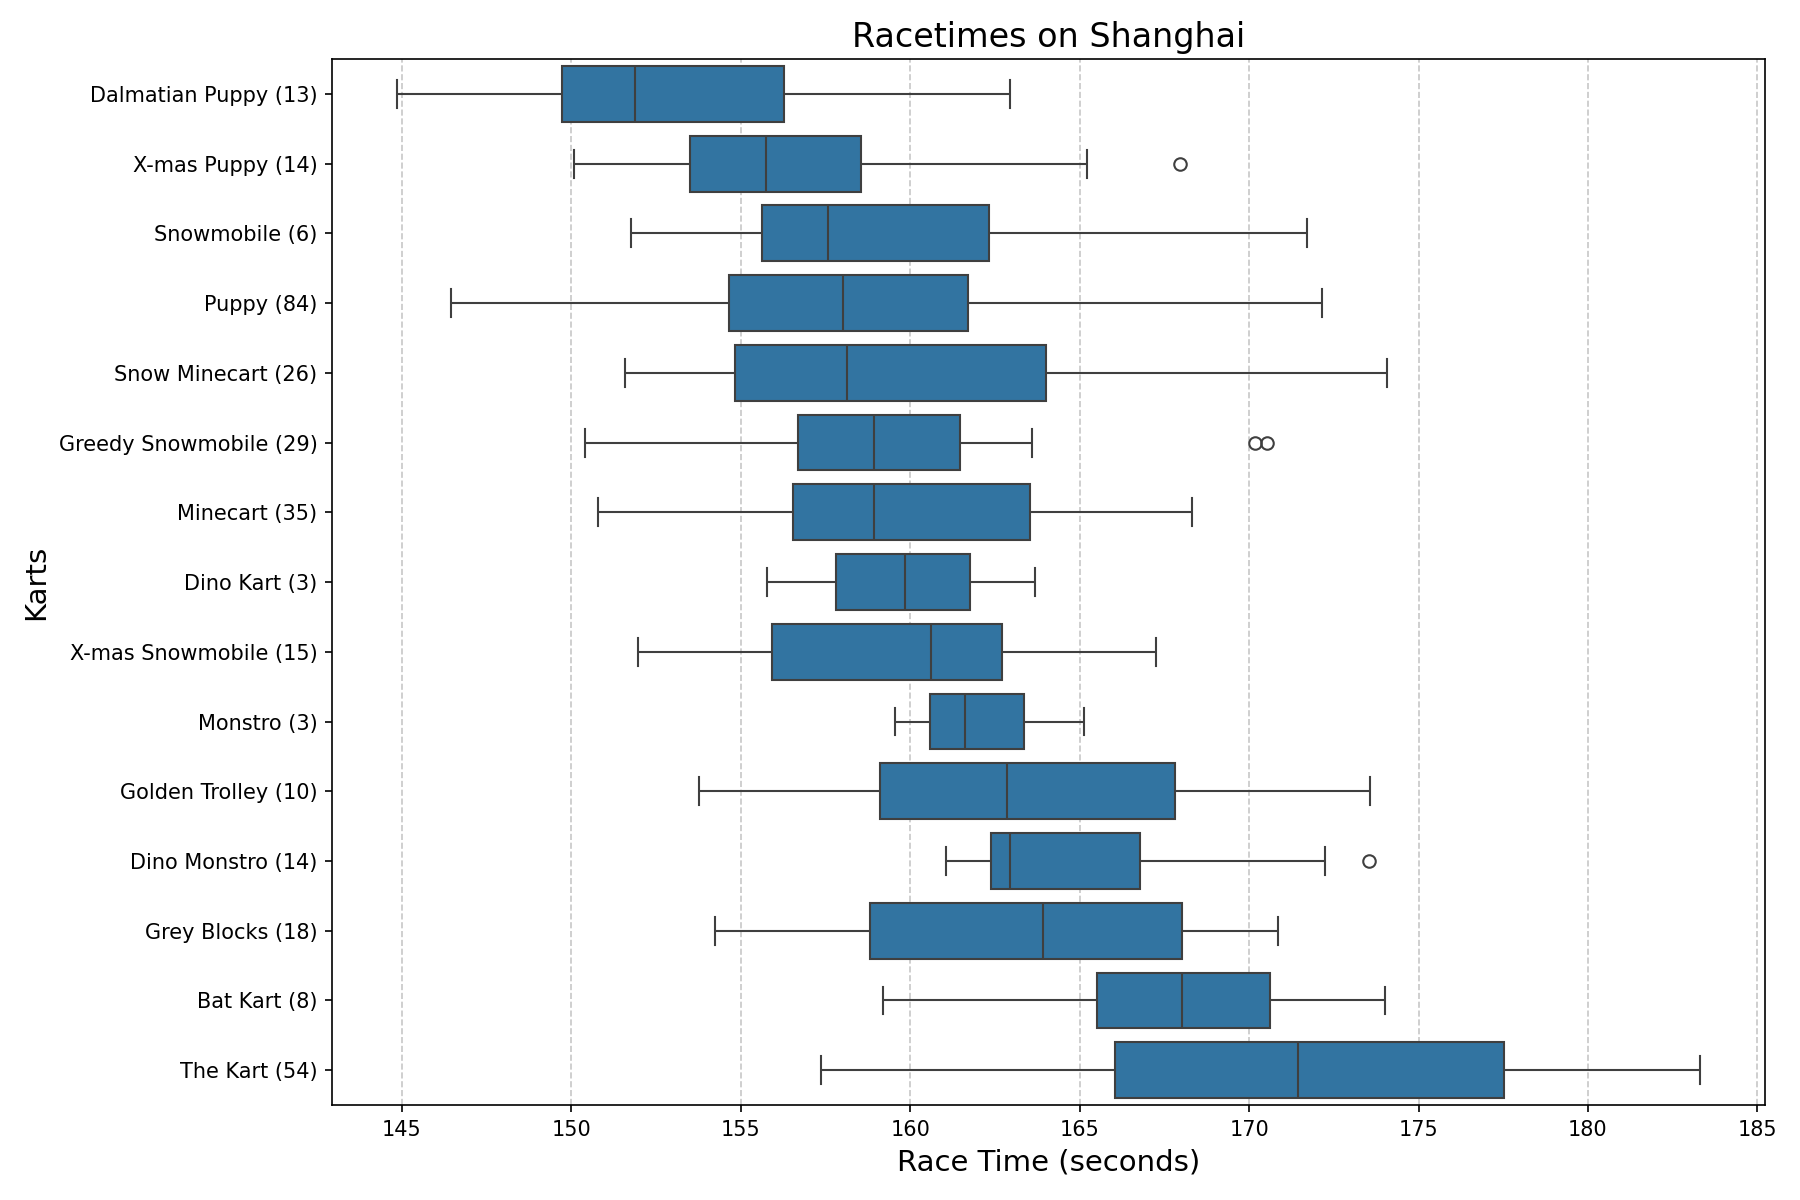 Racetimes on Shanghai
Dalmatian Puppy (13)
X-mas Puppy (14)
Snowmobile (6)
Puppy (84)
Snow Minecart (26)
Greedy Snowmobile (29)
Minecart (35)
Dino Kart (3)
X-mas Snowmobile (15)
Monstro (3)
Golden Trolley (10)
Dino Monstro (14)
Grey Blocks (18)
Bat Kart (8)
The Kart (54)
Karts
145 150 155 160 165 170 175 180 185
Race Time (seconds)